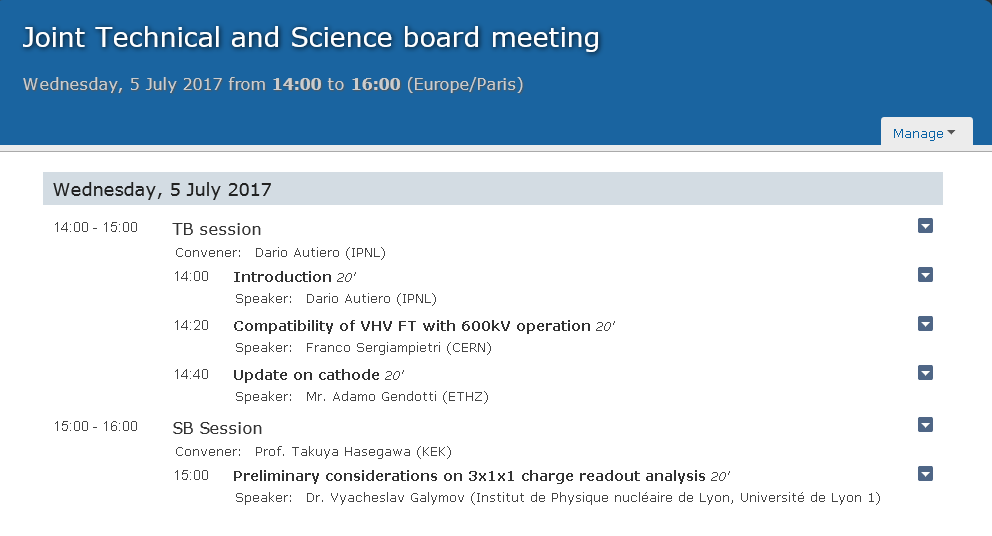 Joint Technical and Science board meeting
Wednesday, 5 July 2017 from 14:00 to 16:00 (Europe/Paris)
Manage
Wednesday, 5 July 2017
14:00 - 15:00 TB session
Convener: Dario Autiero (IPNL)
14:00 Introduction 20'
Speaker: Dario Autiero (IPNL)
14:20 Compatibility of VHV FT with 600kV operation 20'
Speaker: Franco Sergiampietri (CERN)
14:40 Update on cathode 20'
Speaker: Mr. Adamo Gendotti (ETHZ)
15:00 - 16:00 SB Session
Convener: Prof. Takuya Hasegawa (KEK)
15:00 Preliminary considerations on 3x1x1 charge readout analysis 20'
Speaker: Dr. Vyacheslav Galymov (Institut de Physique nucléaire de Lyon, Université de Lyon 1)